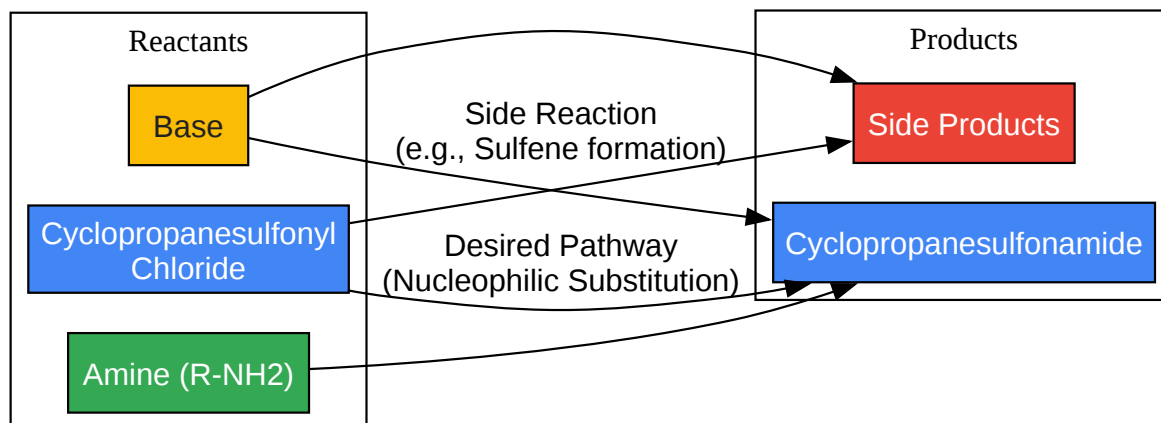 Reactants
Base
Cyclopropanesulfonyl
Chloride
Amine (R-NH2)
Side Reaction
(e.g., Sulfene formation)
Desired Pathway
(Nucleophilic Substitution)
Products
Side Products
Cyclopropanesulfonamide